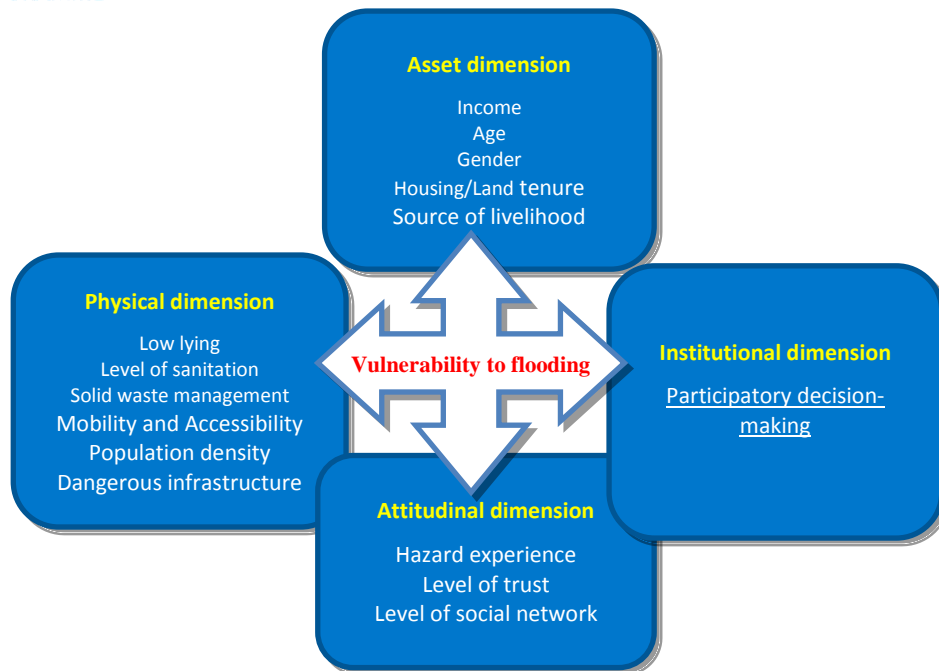 Asset dimension
Income
Age
Gender
Housing/Land tenure
Source of livelihood
Physical dimension
Low lying
Level of sanitation
Solid waste management
Mobility and Accessibility
Population density
Dangerous infrastructure
Vulnerability to flooding
Institutional dimension
Participatory decision-
making
Attitudinal dimension
Hazard experience
Level of trust
Level of social network